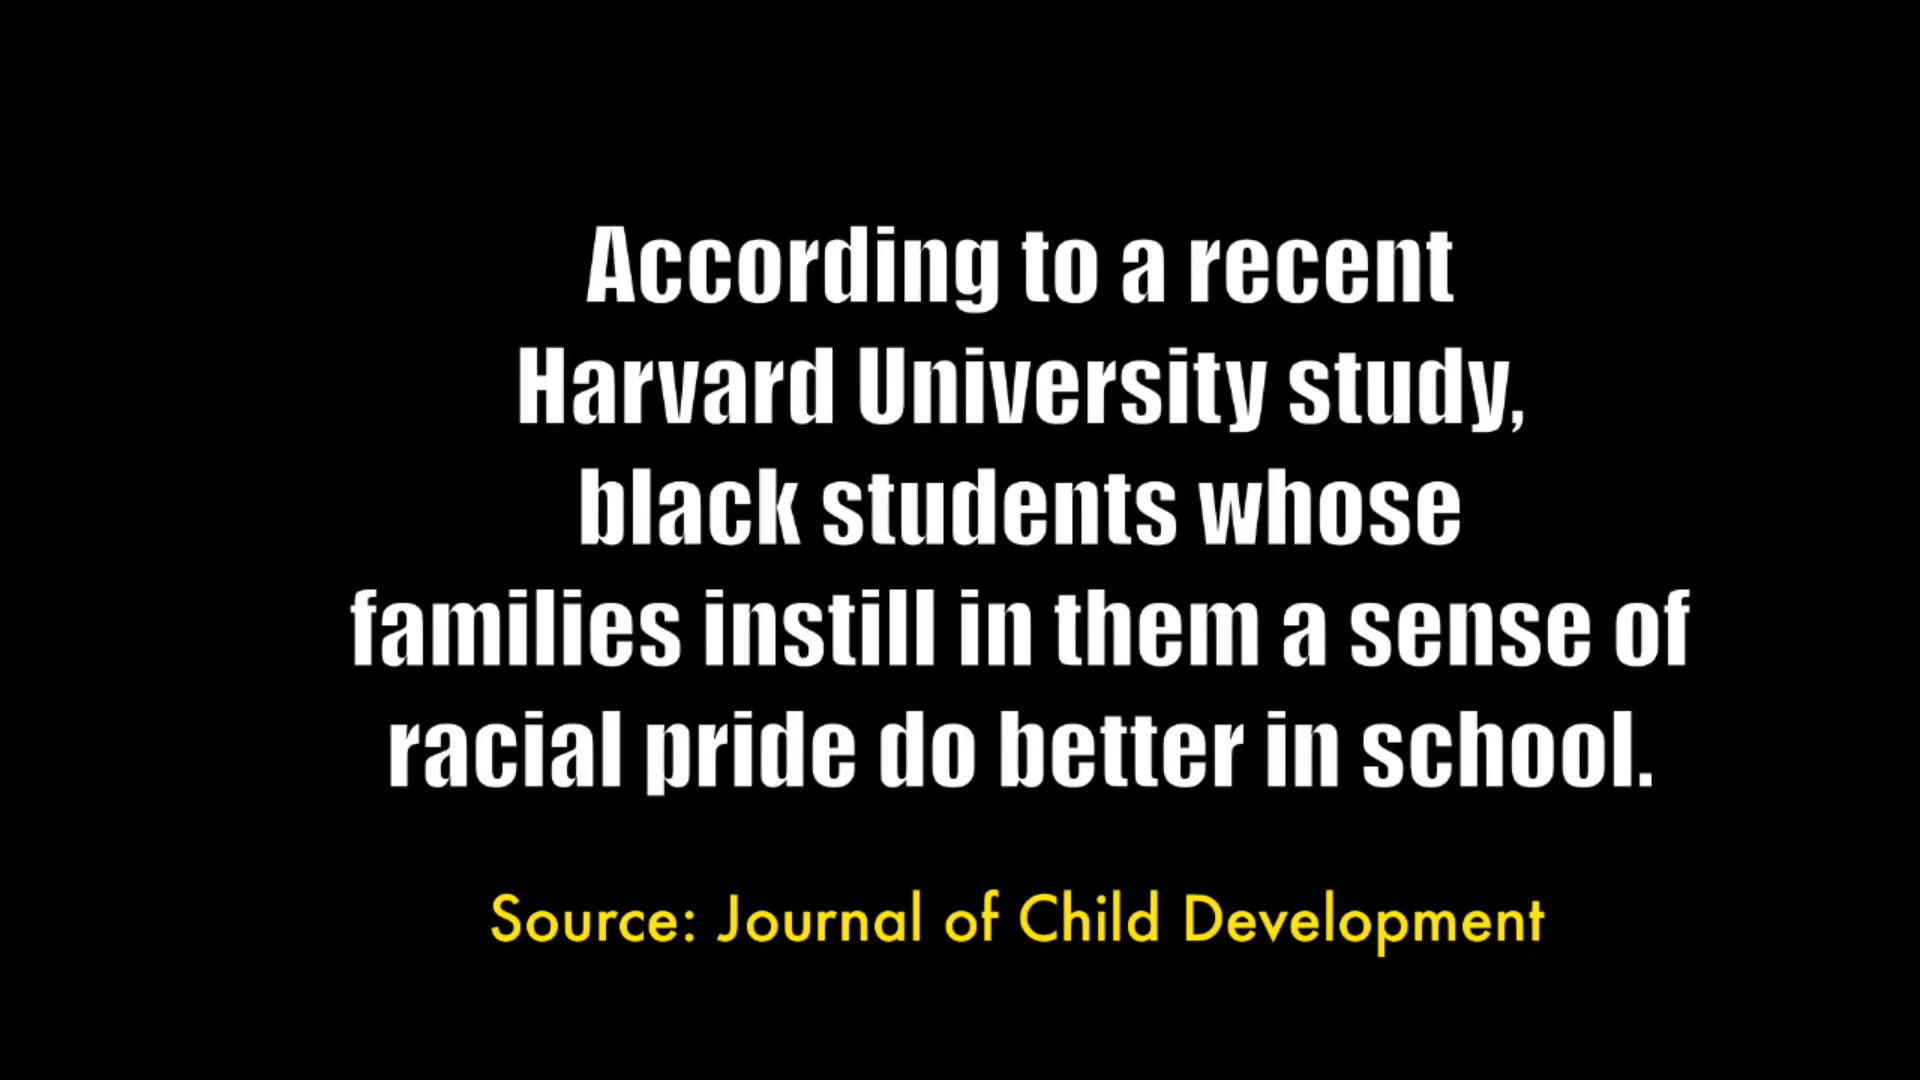 According to a recent
Harvard University study,
black students whose
families instill in them a sense of
racial pride do better in school.
Source: Journal of Child Development